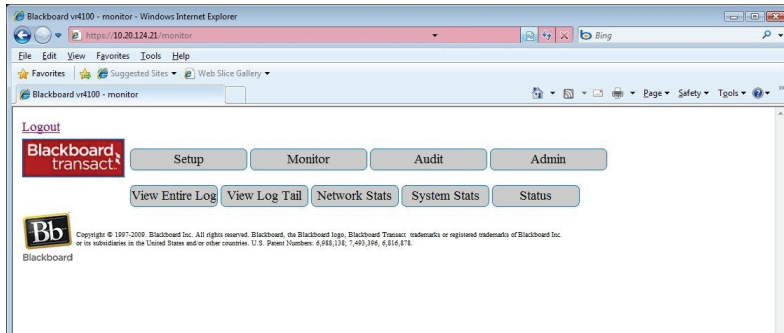 Blackboard vr4100 - monitor - Windows Internet Explorer
https://10.20.124.21/monitor
Bing
File Edit View Favorites Tools Help
Favorites Suggested Sites Web Slice Gallery
Blackboard vr4100 - monitor
Page Safety Tools
Logout
Blackboard
transact
Setup Monitor Audit Admin
View Entire Log View Log Tail Network Stats System Stats Status
Bb
Blackboard
Copyright © 1997-2009. Blackboard Inc. All rights reserved. Blackboard, the Blackboard logo, Blackboard Transact trademarks or registered trademarks of Blackboard Inc.
or its subsidiaries in the United States and/or other countries. U.S. Patent Numbers: 6,988,138; 7,493,396, 6,816,878.